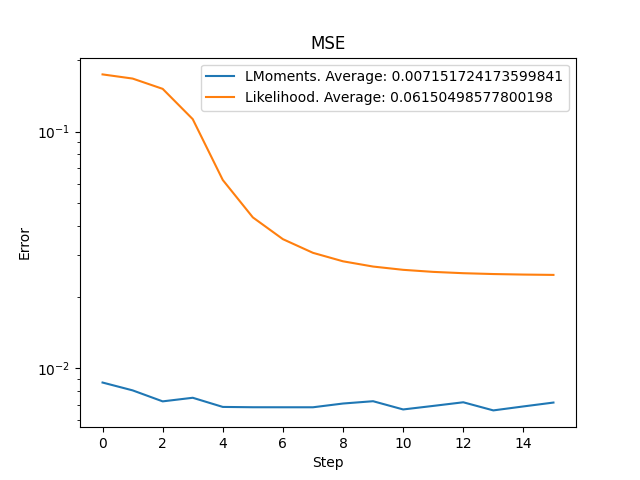 MSE
LMoments. Average: 0.007151724173599841
Likelihood. Average: 0.06150498577800198
10⁻¹
10⁻²
Error
0 2 4 6 8 10 12 14
Step